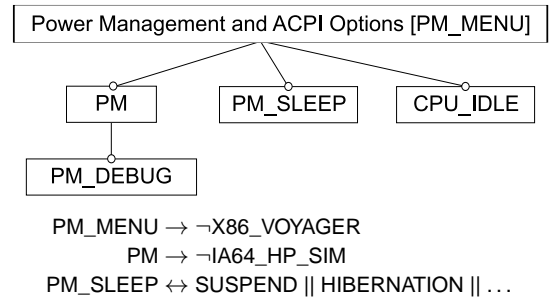 Power Management and ACPI Options [PM_MENU]
PM PM_SLEEP CPU_IDLE
PM_DEBUG
PM_MENU → ¬X86_VOYAGER
PM → ¬IA64_HP_SIM
PM_SLEEP ↔ SUSPEND || HIBERNATION || ...